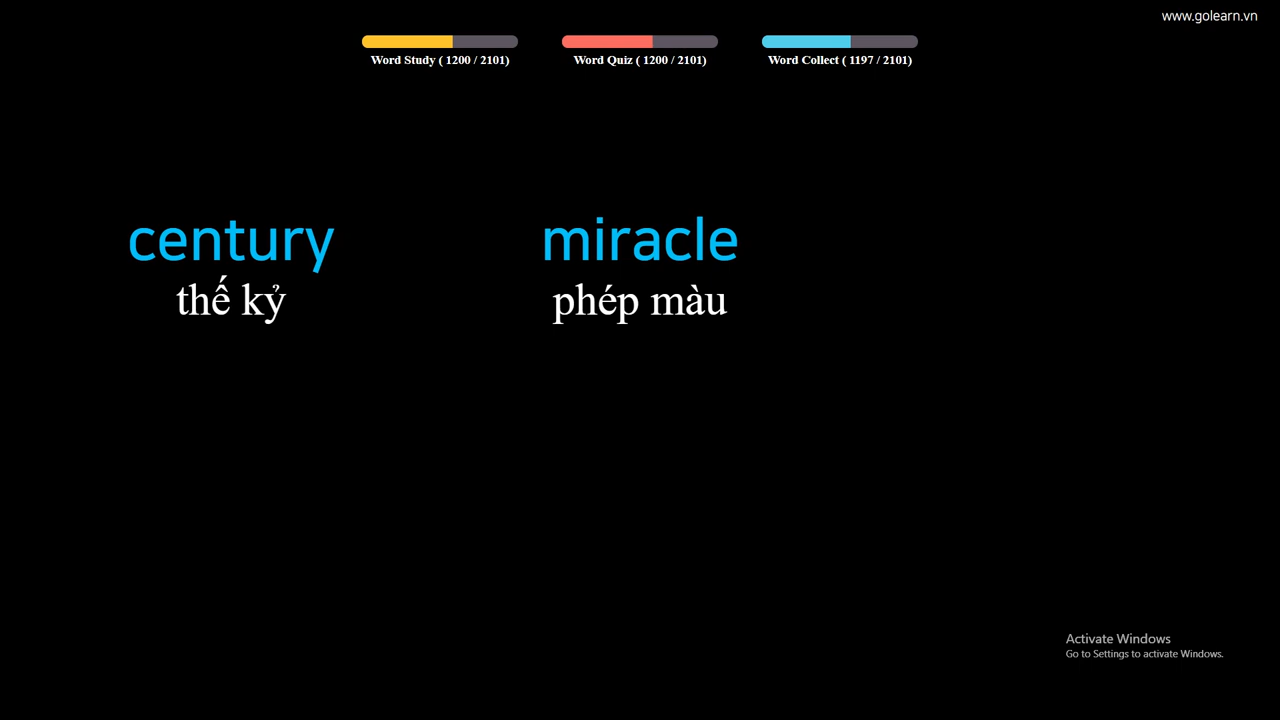 www.golearn.vn
Word Study ( 1200 / 2101)
Word Quiz ( 1200 / 2101)
Word Collect ( 1197 / 2101)
century
thế kỷ
miracle
phép màu
Activate Windows
Go to Settings to activate Windows.